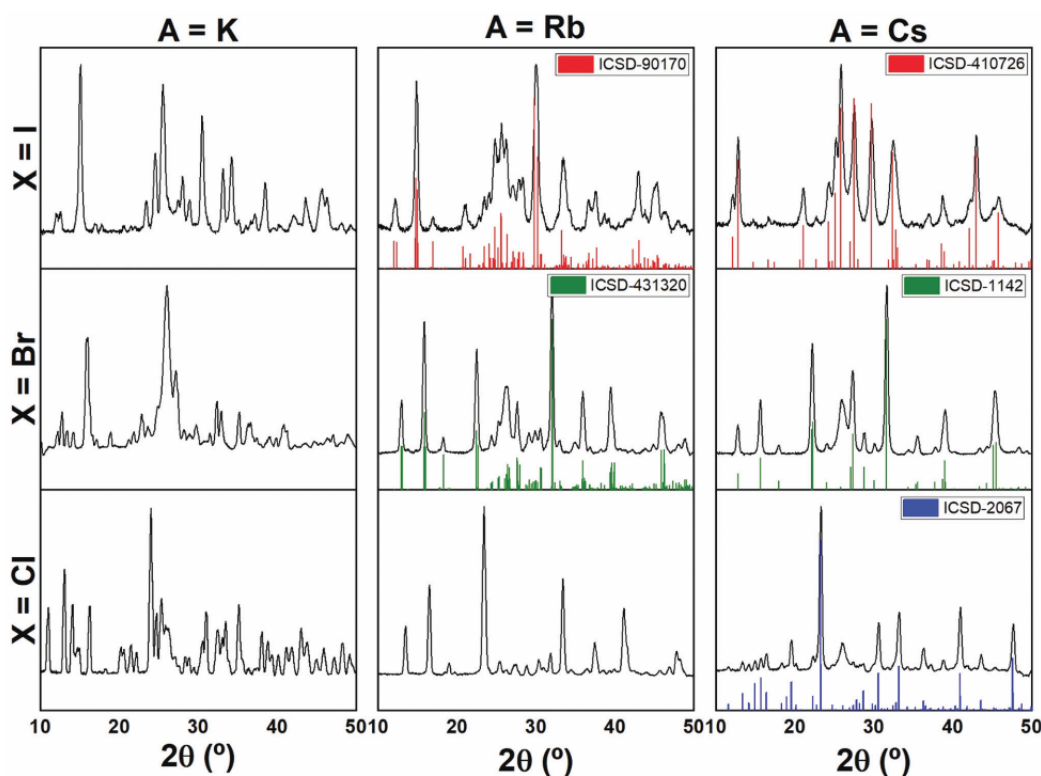 A = K
A = Rb
A = Cs
X = I
ICSD-90170
ICSD-410726
X = Br
ICSD-431320
ICSD-1142
X = Cl
ICSD-2067
10 20 30 40 50 10 20 30 40 50 10 20 30 40 50
2θ (º)
2θ (º)
2θ (º)